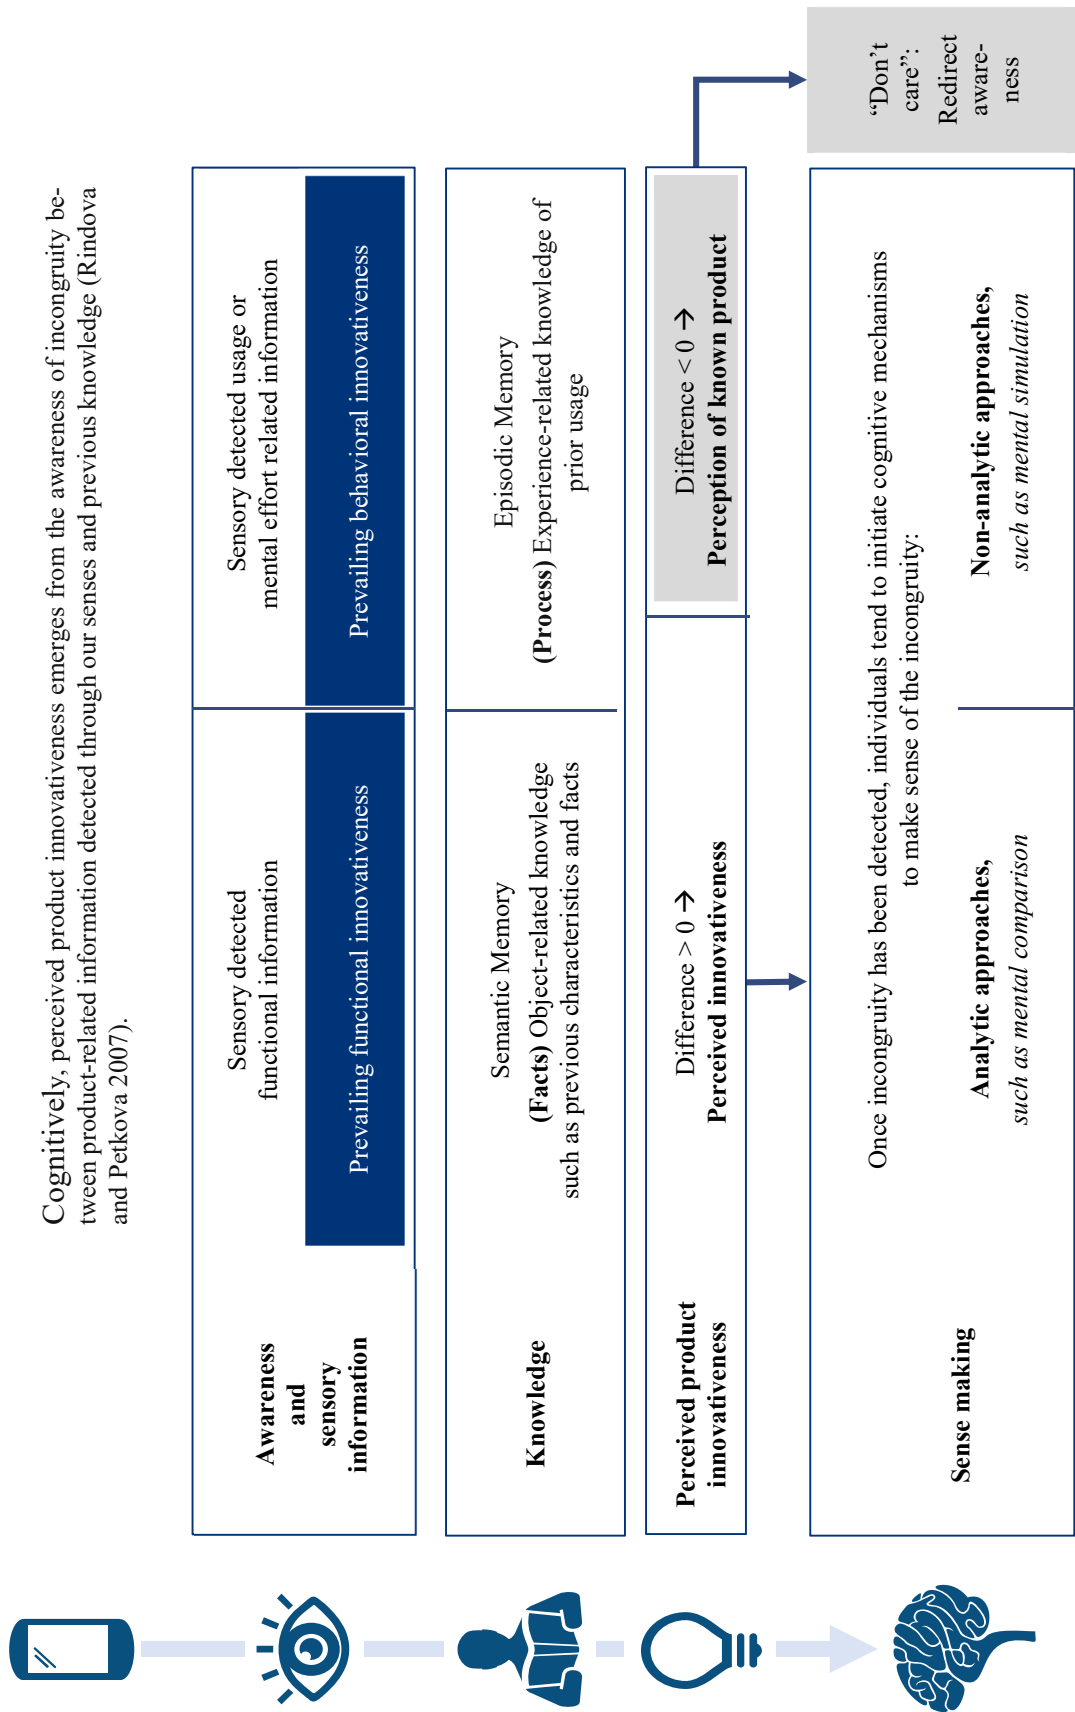 Cognitively, perceived product innovativeness emerges from the awareness of incongruity be-
tween product-related information detected through our senses and previous knowledge (Rindova
and Petkova 2007).
Awareness
and
sensory
information
Sensory detected
functional information
Prevailing functional innovativeness
Sensory detected usage or
mental effort related information
Prevailing behavioral innovativeness
Knowledge
Semantic Memory
(Facts) Object-related knowledge
such as previous characteristics and facts
Episodic Memory
(Process) Experience-related knowledge of
prior usage
Perceived product
innovativeness
Difference > 0 →
Perceived innovativeness
Difference < 0 →
Perception of known product
"Don't
care":
Redirect
aware-
ness
Sense making
Once incongruity has been detected, individuals tend to initiate cognitive mechanisms
to make sense of the incongruity:
Analytic approaches,
such as mental comparison
Non-analytic approaches,
such as mental simulation